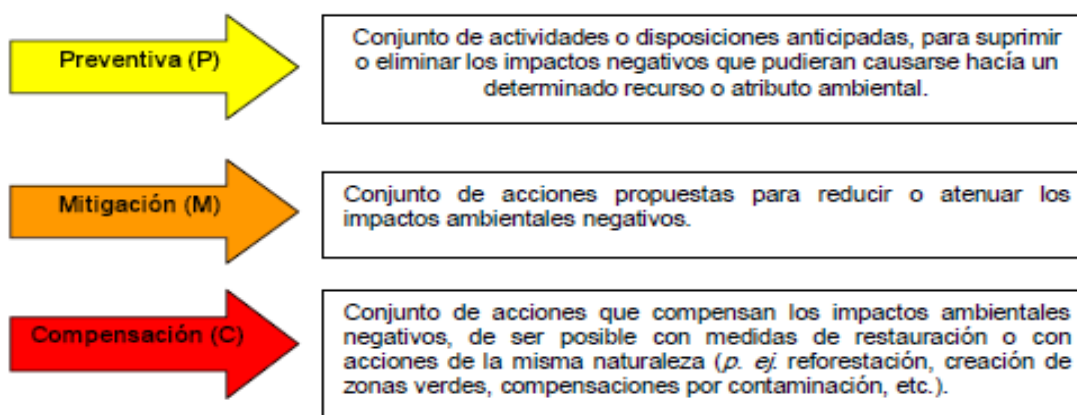 Preventiva (P)
Conjunto de actividades o disposiciones anticipadas, para suprimir
o eliminar los impactos negativos que pudieran causarse hacía un
determinado recurso o atributo ambiental.
Mitigación (M)
Conjunto de acciones propuestas para reducir o atenuar los
impactos ambientales negativos.
Compensación (C)
Conjunto de acciones que compensan los impactos ambientales
negativos, de ser posible con medidas de restauración o con
acciones de la misma naturaleza (p. ej. reforestación, creación de
zonas verdes, compensaciones por contaminación, etc.).